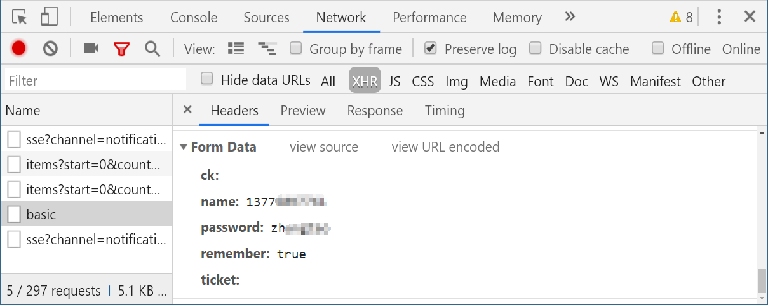 Elements Console Sources Network Performance Memory » 8
View: Group by frame Preserve log Disable cache Offline Online
Filter Hide data URLs All XHR JS CSS Img Media Font Doc WS Manifest Other
Name × Headers Preview Response Timing
sse?channel=notificati...
items?start=0&count...
items?start=0&count...
basic
sse?channel=notificati...
5 / 297 requests | 5.1 KB ...
▼ Form Data view source view URL encoded
ck:
name: 1377
password: zh
remember: true
ticket: